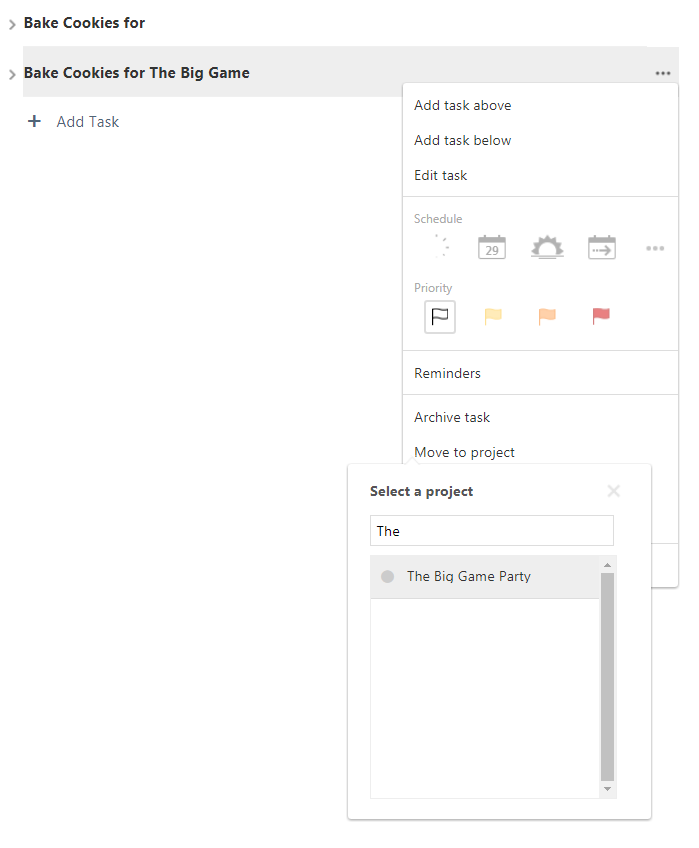 Bake Cookies for
Bake Cookies for The Big Game
Add Task
Add task above
Add task below
Edit task
Schedule
29
Priority
Reminders
Archive task
Move to project
Select a project
The
The Big Game Party